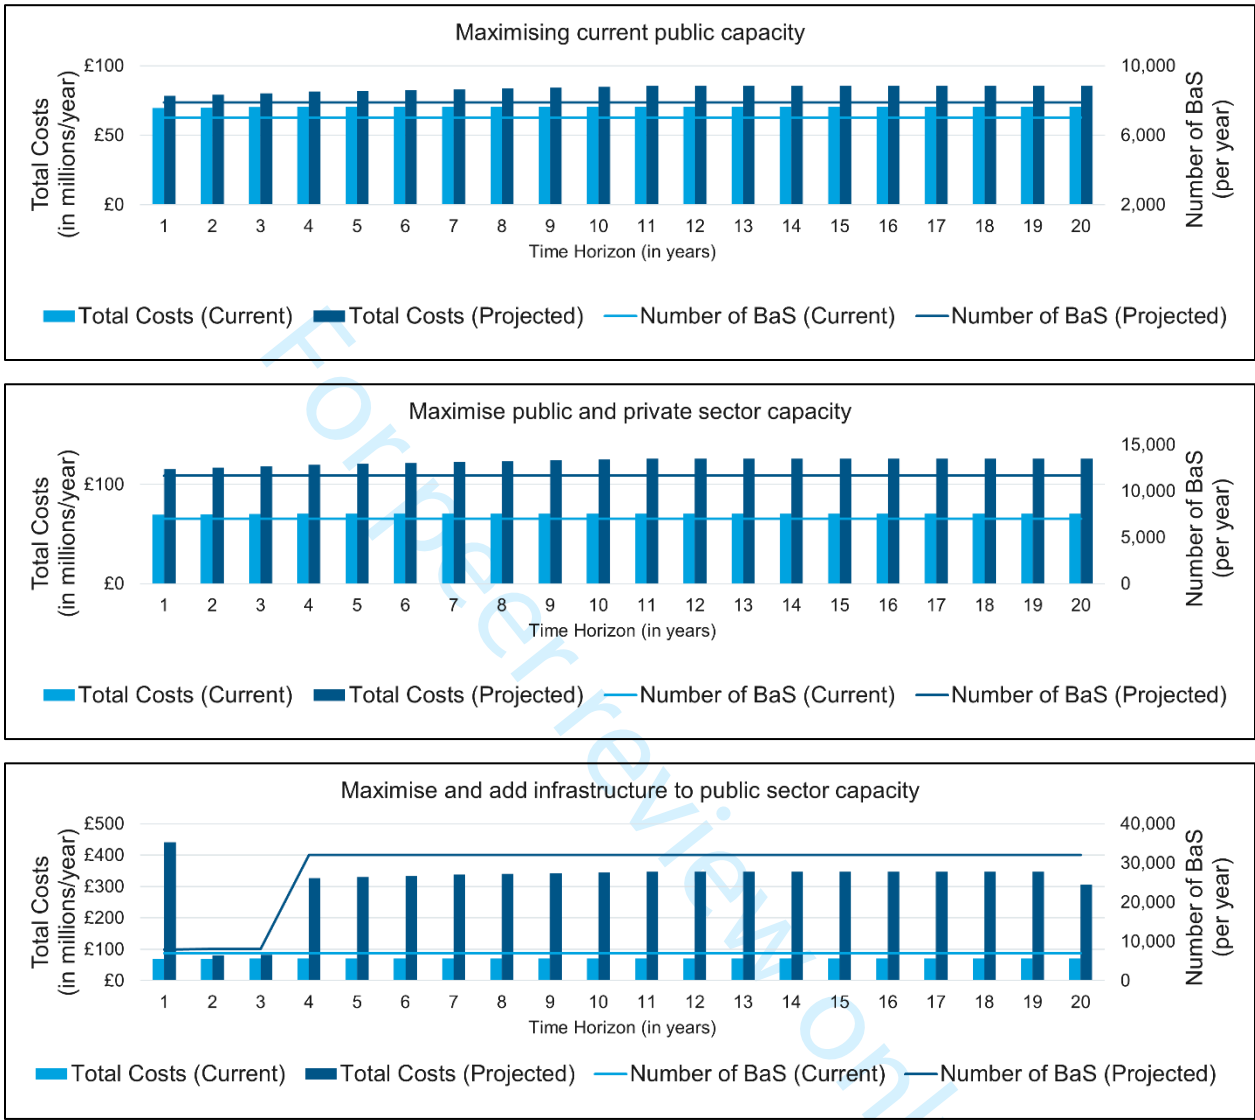 Maximising current public capacity
Total Costs
(in millions/year)
£100
£50
£0
10,000
6,000
2,000
Number of BaS
(per year)
1 2 3 4 5 6 7 8 9 10 11 12 13 14 15 16 17 18 19 20
Time Horizon (in years)
Total Costs (Current) Total Costs (Projected) Number of BaS (Current) Number of BaS (Projected)
Maximise public and private sector capacity
Total Costs
(in millions/year)
£100
£0
15,000
10,000
5,000
0
Number of BaS
(per year)
1 2 3 4 5 6 7 8 9 10 11 12 13 14 15 16 17 18 19 20
Time Horizon (in years)
Total Costs (Current) Total Costs (Projected) Number of BaS (Current) Number of BaS (Projected)
Maximise and add infrastructure to public sector capacity
Total Costs
(in millions/year)
£500
£400
£300
£200
£100
£0
40,000
30,000
20,000
10,000
0
Number of BaS
(per year)
1 2 3 4 5 6 7 8 9 10 11 12 13 14 15 16 17 18 19 20
Time Horizon (in years)
Total Costs (Current) Total Costs (Projected) Number of BaS (Current) Number of BaS (Projected)
For peer review onl